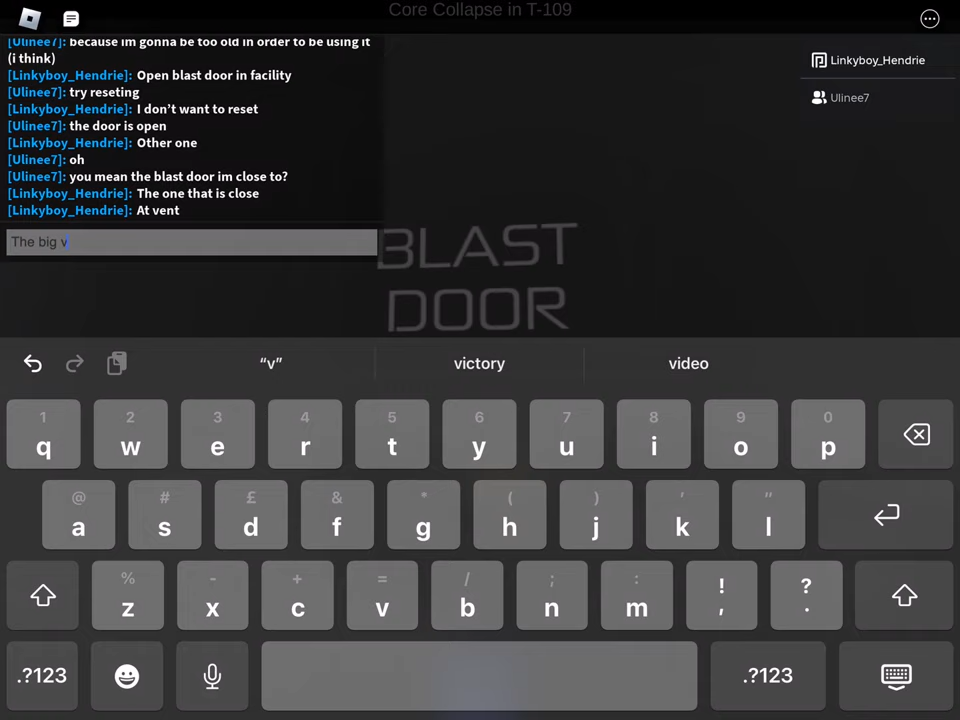 Core Collapse in T-109
[Ulinee7]: because im gonna be too old in order to be using it
(i think)
[Linkyboy_Hendrie]: Open blast door in facility
[Ulinee7]: try reseting
[Linkyboy_Hendrie]: I don’t want to reset
[Ulinee7]: the door is open
[Linkyboy_Hendrie]: Other one
[Ulinee7]: oh
[Ulinee7]: you mean the blast door im close to?
[Linkyboy_Hendrie]: The one that is close
[Linkyboy_Hendrie]: At vent
The big v
Linkyboy_Hendrie
Ulinee7
BLAST
DOOR
“v” victory video
1 2 3 4 5 6 7 8 9 0
q w e r t y u i o p
@ # £ & * ( ) ' "
a s d f g h j k l
% - + = / ; : ! ?
z x c v b n m , .
.?123 .?123